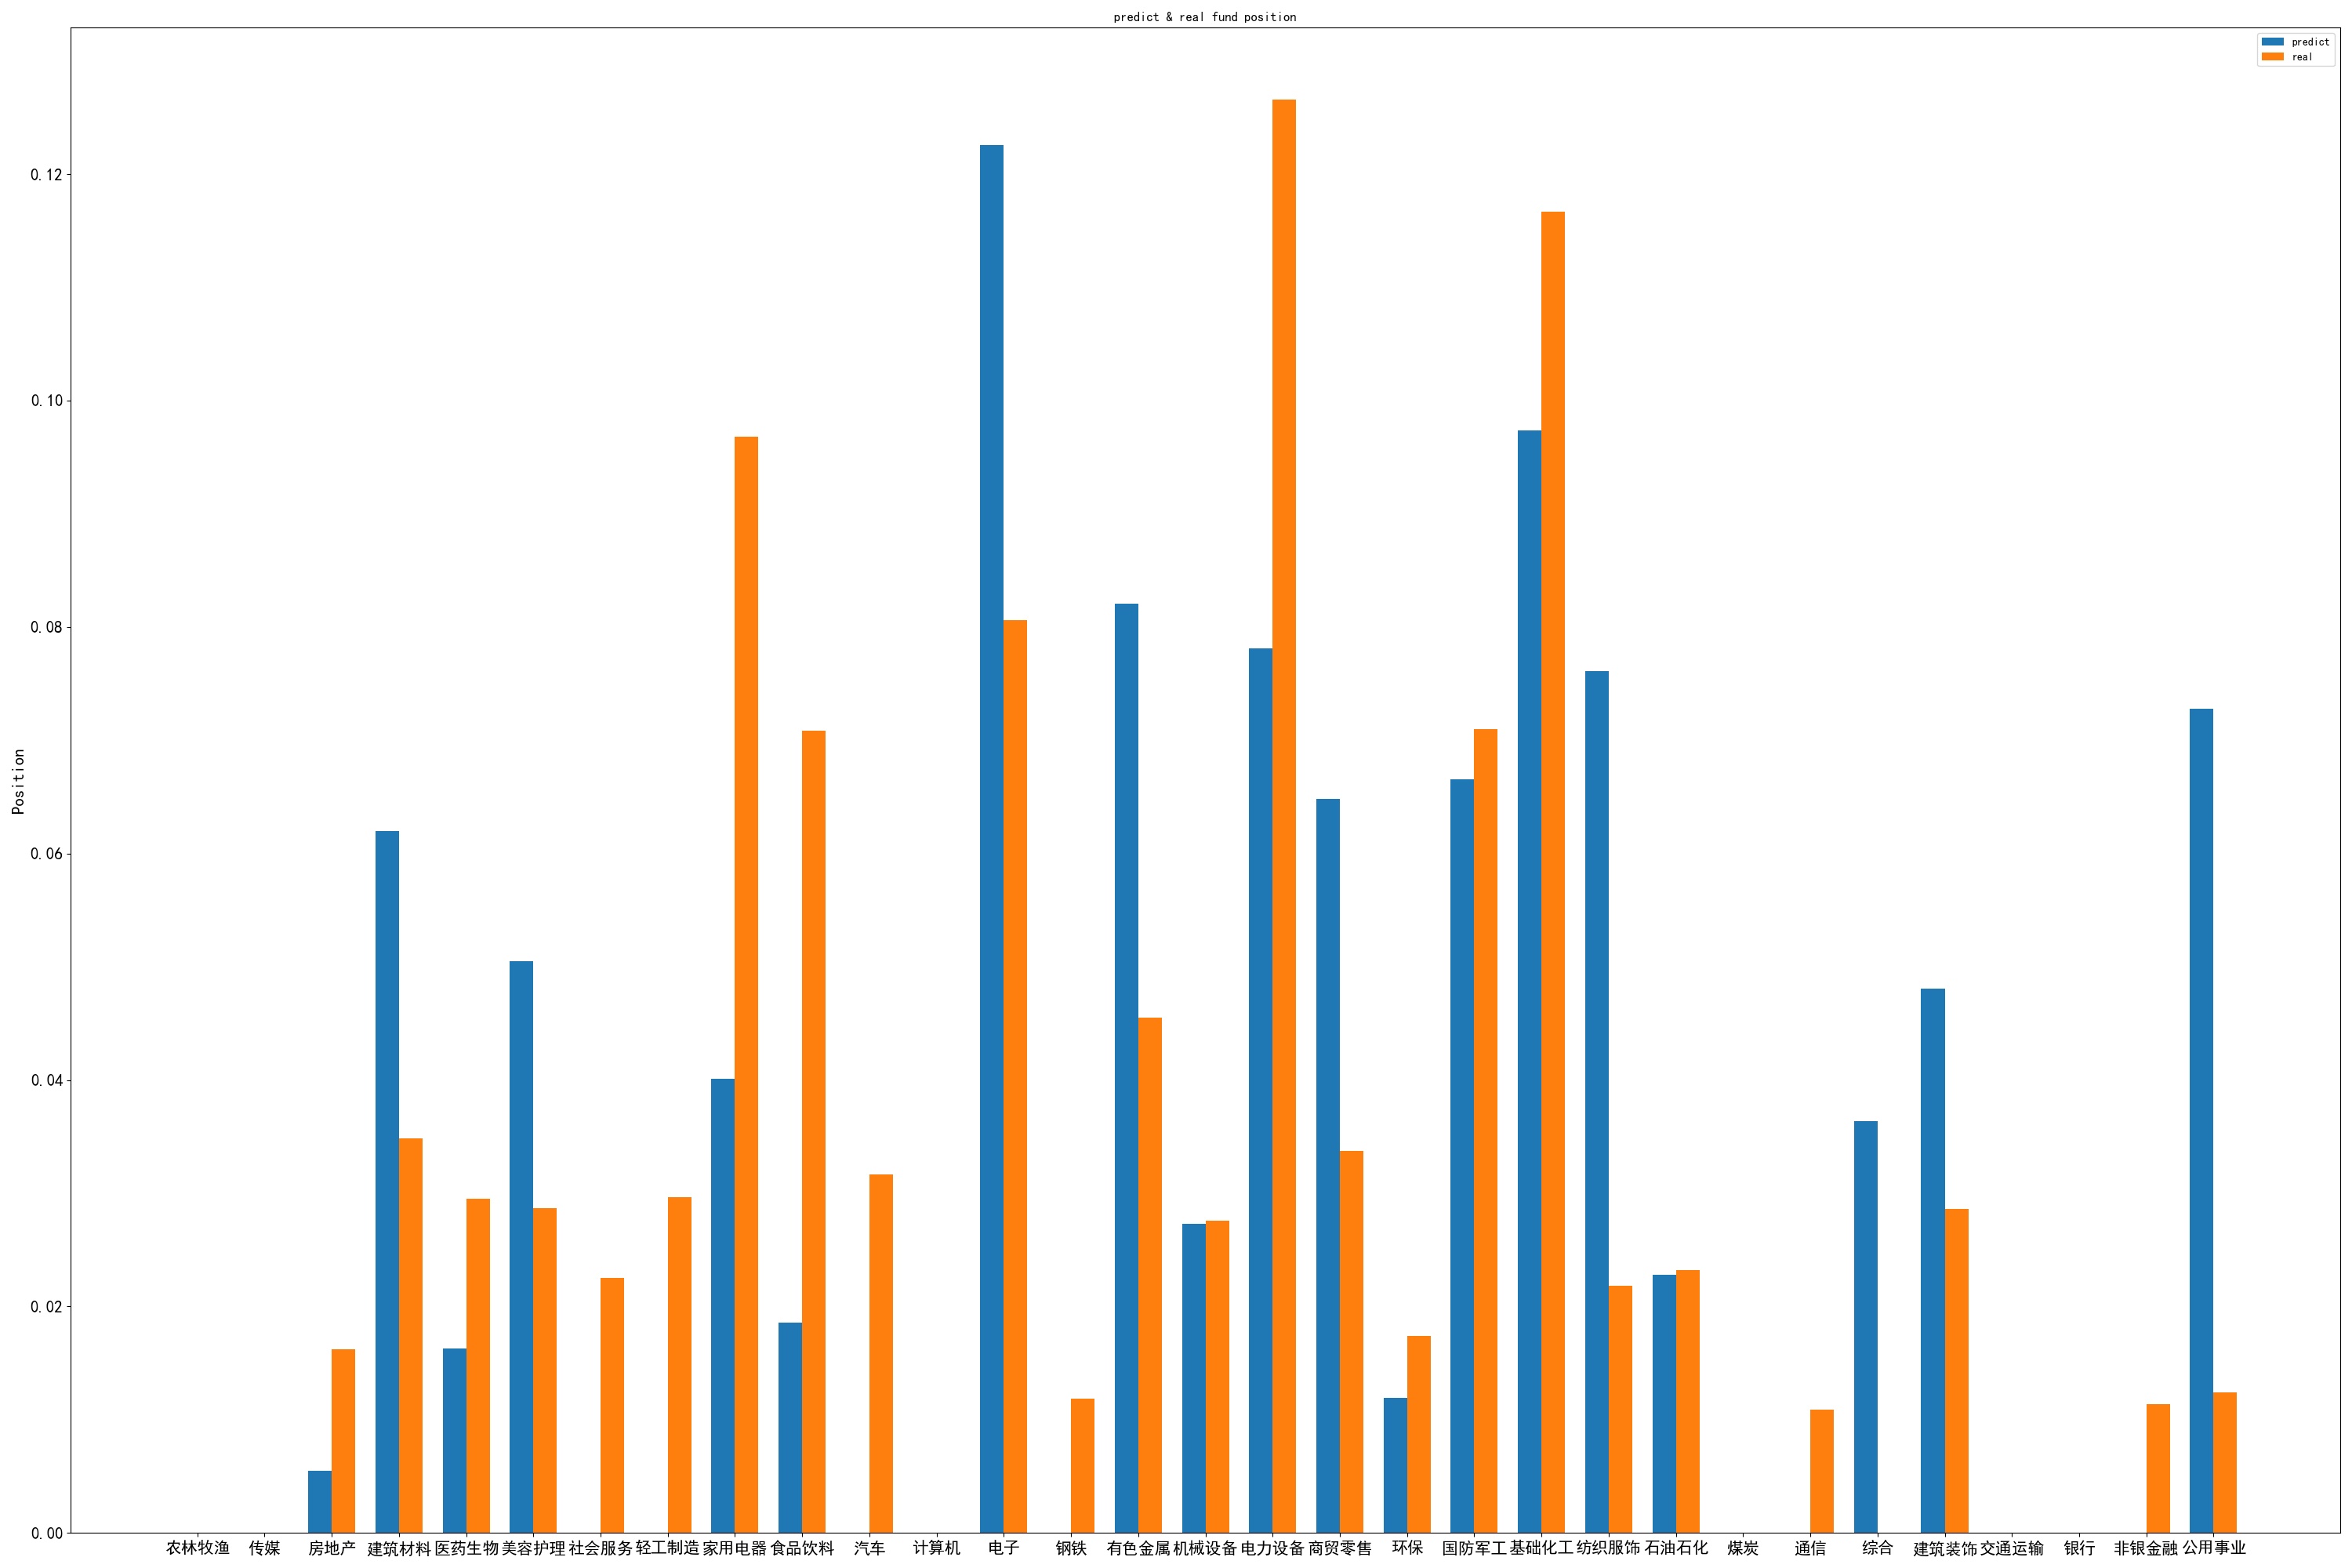 predict & real fund position
predict
real
0.12
0.10
0.08
0.06
0.04
0.02
0.00
Position
农林牧渔 传媒 房地产 建筑材料 医药生物 美容护理 社会服务 轻工制造 家用电器 食品饮料 汽车 计算机 电子 钢铁 有色金属 机械设备 电力设备 商贸零售 环保 国防军工 基础化工 纺织服饰 石油石化 煤炭 通信 综合 建筑装饰 交通运输 银行 非银金融 公用事业